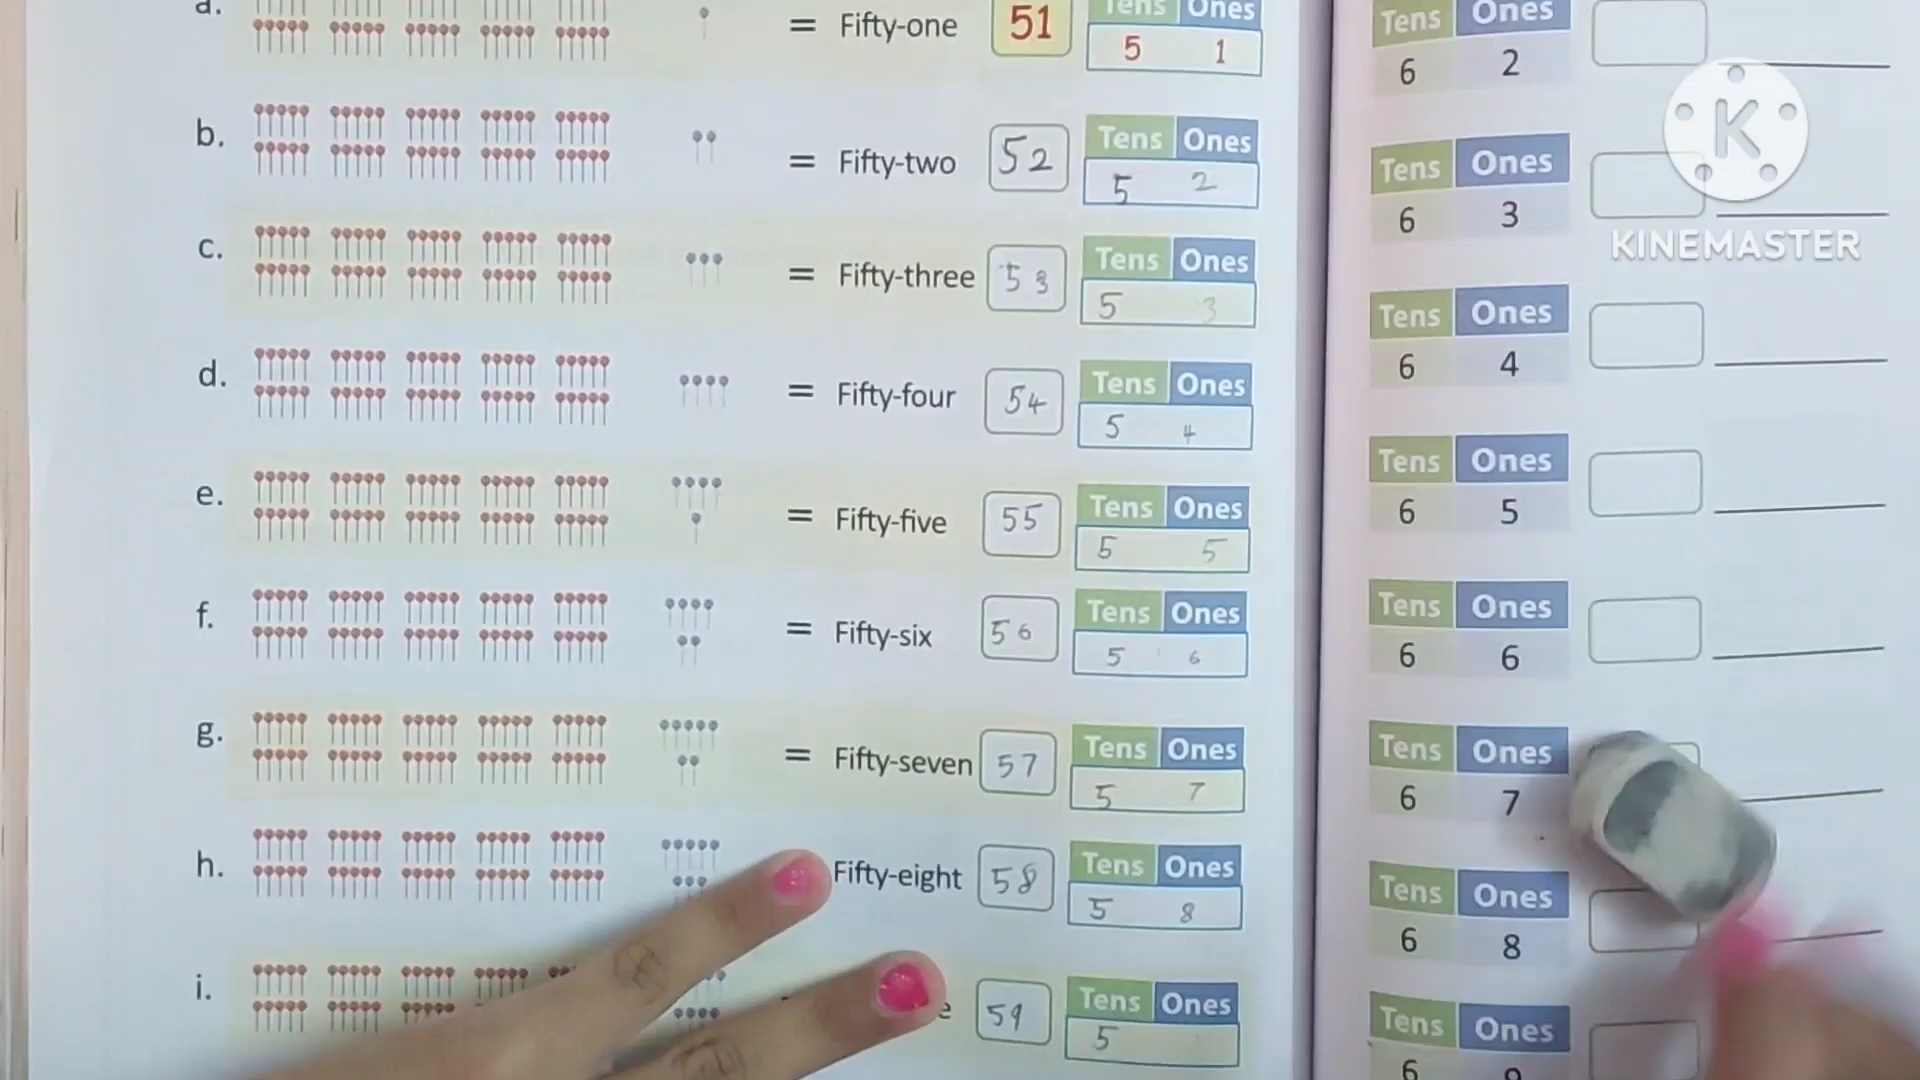 a. = Fifty-one 51 Tens Ones
5 1
b. = Fifty-two 52 Tens Ones
5 2
c. = Fifty-three 53 Tens Ones
5 3
d. = Fifty-four 54 Tens Ones
5 4
e. = Fifty-five 55 Tens Ones
5 5
f. = Fifty-six 56 Tens Ones
5 6
g. = Fifty-seven 57 Tens Ones
5 7
h. Fifty-eight 58 Tens Ones
5 8
i. e 59 Tens Ones
5
Tens Ones
6 2
Tens Ones
6 3
Tens Ones
6 4
Tens Ones
6 5
Tens Ones
6 6
Tens Ones
6 7
Tens Ones
6 8
Tens Ones
6 9
K
KINEMASTER